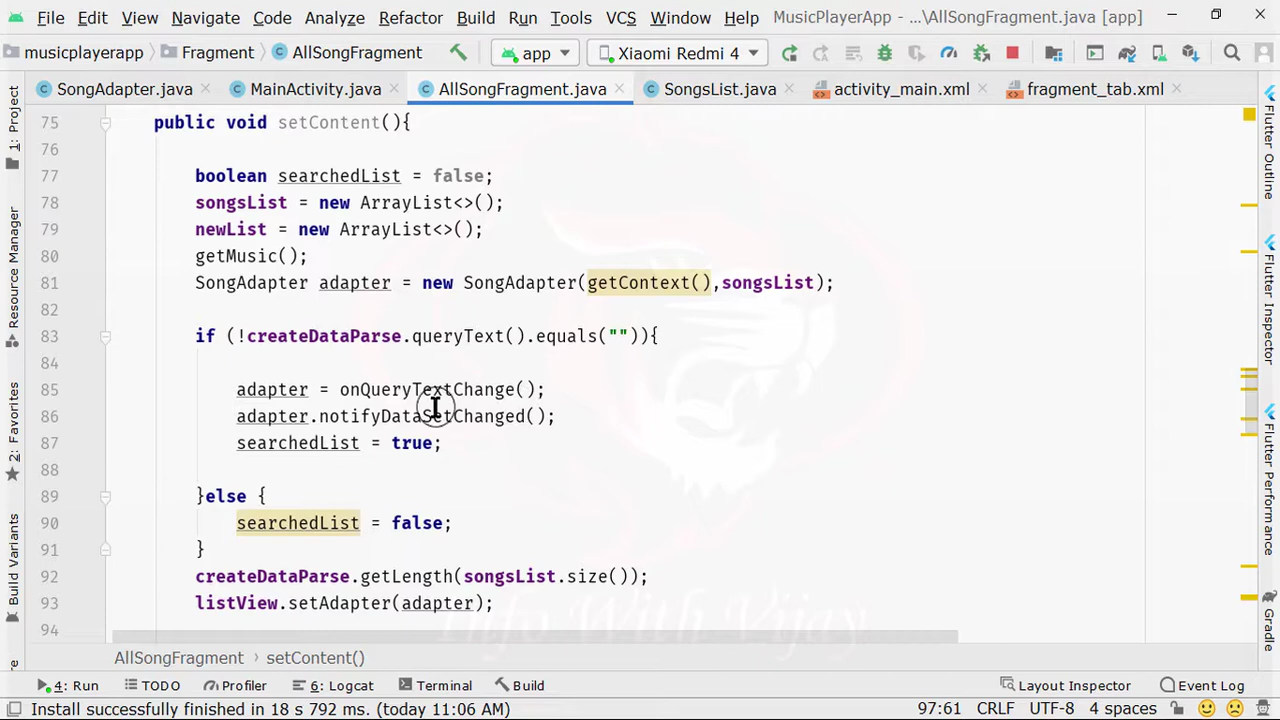 File Edit View Navigate Code Analyze Refactor Build Run Tools VCS Window Help MusicPlayerApp - ...\AllSongFragment.java [app]
musicplayerapp Fragment AllSongFragment app Xiaomi Redmi 4
SongAdapter.java MainActivity.java AllSongFragment.java SongsList.java activity_main.xml fragment_tab.xml
75 public void setContent(){
76
77 boolean searchedList = false;
78 songsList = new ArrayList<>();
79 newList = new ArrayList<>();
80 getMusic();
81 SongAdapter adapter = new SongAdapter(getContext(),songsList);
82
83 if (!createDataParse.queryText().equals("")){
84
85 adapter = onQueryTextChange();
86 adapter.notifyDataSetChanged();
87 searchedList = true;
88
89 }else {
90 searchedList = false;
91 }
92 createDataParse.getLength(songsList.size());
93 listView.setAdapter(adapter);
94
Info With Vijay
1: Project
Resource Manager
2: Favorites
Build Variants
Flutter Outline
Flutter Inspector
Flutter Performance
Gradle
AllSongFragment setContent()
4: Run TODO Profiler 6: Logcat Terminal Build Layout Inspector Event Log
Install successfully finished in 18 s 792 ms. (today 11:06 AM) 97:61 CRLF UTF-8 4 spaces